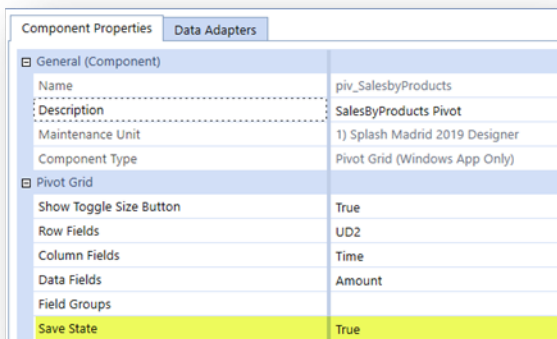 Component Properties Data Adapters
General (Component)
Name piv_SalesbyProducts
Description SalesByProducts Pivot
Maintenance Unit 1) Splash Madrid 2019 Designer
Component Type Pivot Grid (Windows App Only)
Pivot Grid
Show Toggle Size Button True
Row Fields UD2
Column Fields Time
Data Fields Amount
Field Groups
Save State True